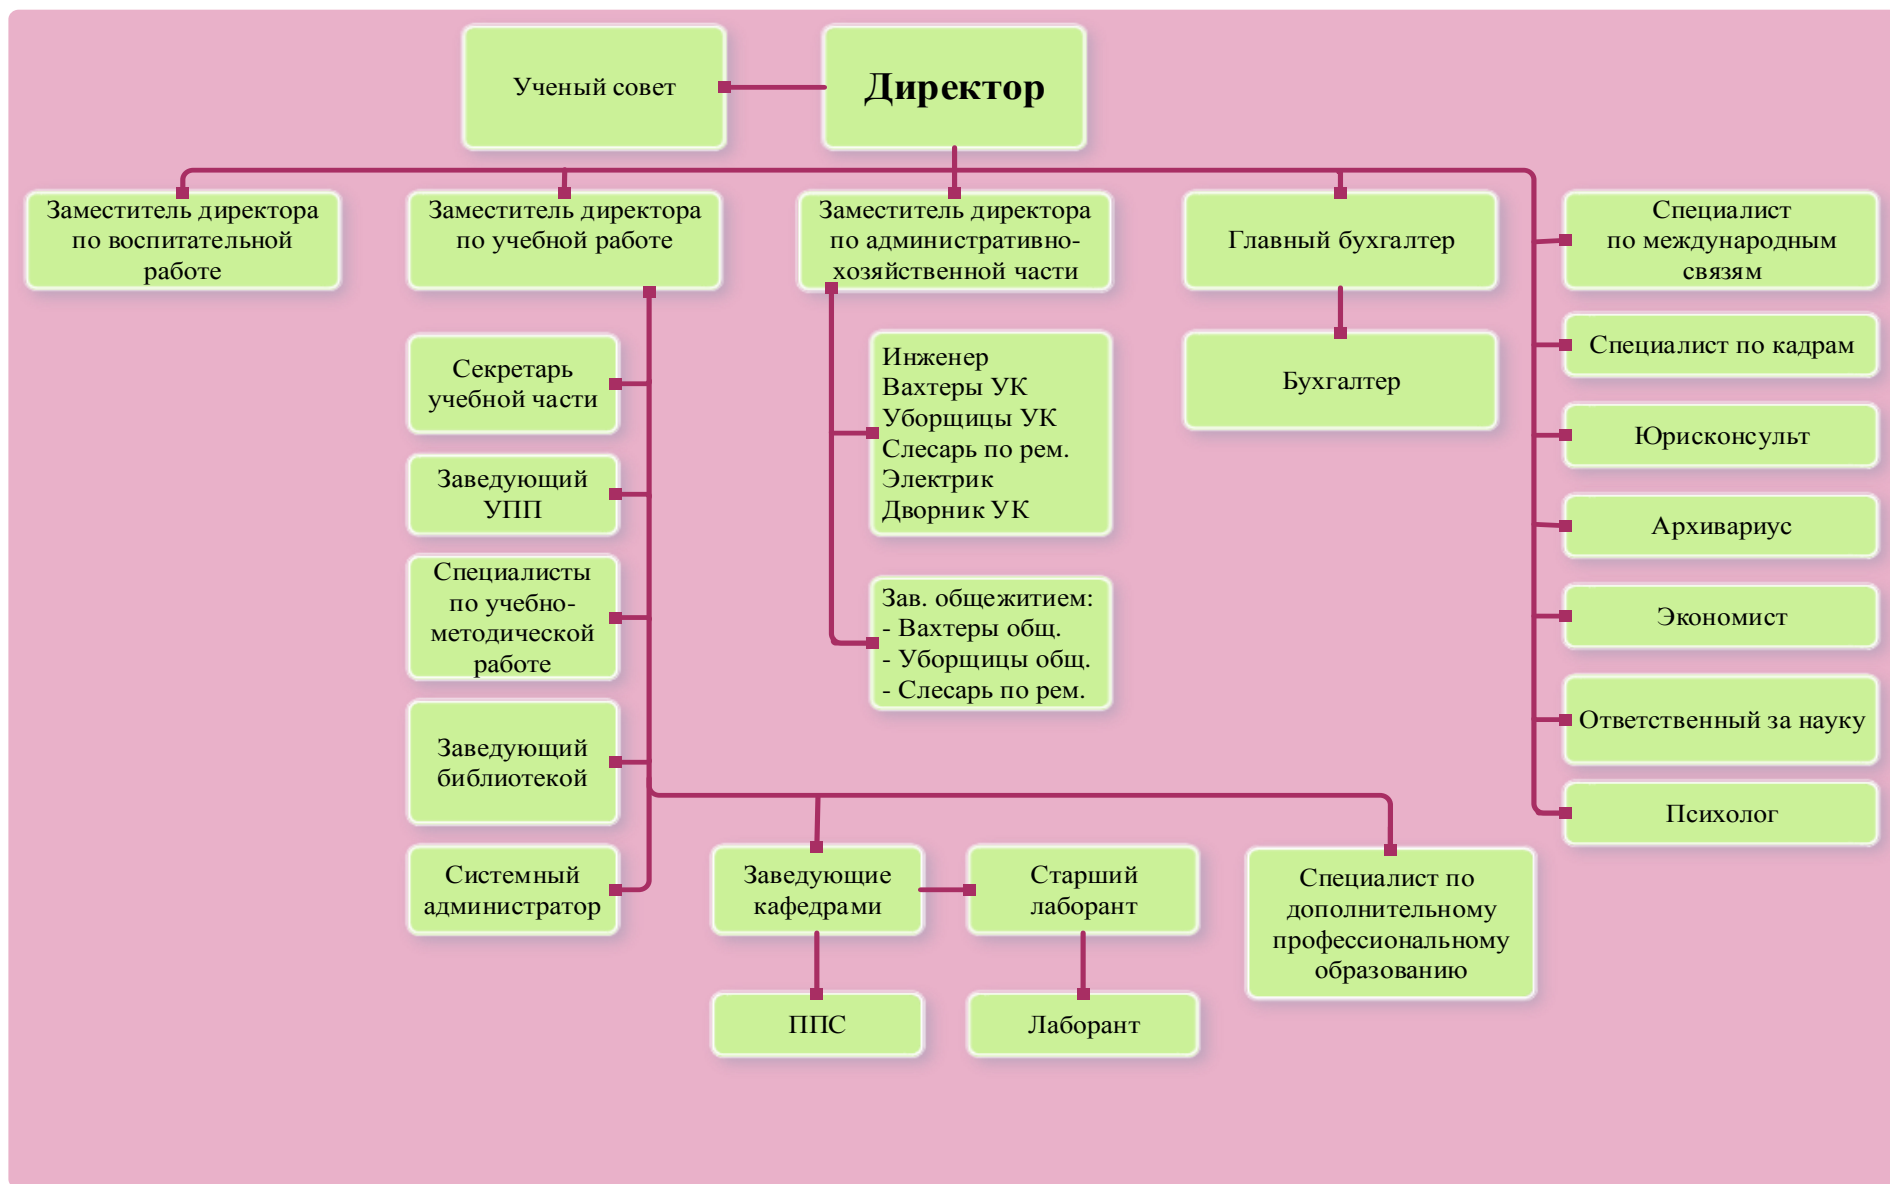 Ученый совет
Директор
Заместитель директора
по воспитательной
работе
Заместитель директора
по учебной работе
Заместитель директора
по административно-
хозяйственной части
Главный бухгалтер
Специалист
по международным
связям
Секретарь
учебной части
Заведующий
УПП
Специалисты
по учебно-
методической
работе
Заведующий
библиотекой
Системный
администратор
Инженер
Вахтеры УК
Уборщицы УК
Слесарь по рем.
Электрик
Дворник УК
Зав. общежитием:
- Вахтеры общ.
- Уборщицы общ.
- Слесарь по рем.
Бухгалтер
Специалист по кадрам
Юрисконсульт
Архивариус
Экономист
Ответственный за науку
Психолог
Заведующие
кафедрами
Старший
лаборант
Специалист по
дополнительному
профессиональному
образованию
ППС
Лаборант